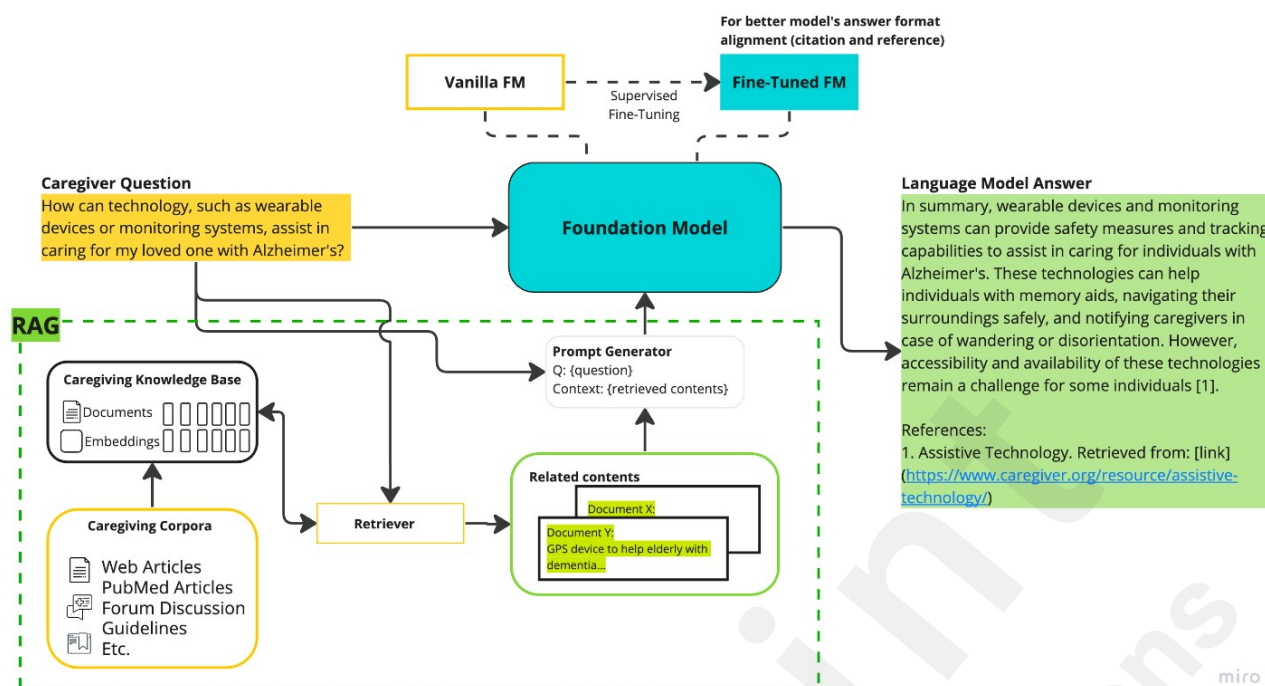 For better model's answer format
alignment (citation and reference)
Vanilla FM
Supervised
Fine-Tuning
Fine-Tuned FM
Caregiver Question
How can technology, such as wearable
devices or monitoring systems, assist in
caring for my loved one with Alzheimer's?
Foundation Model
Language Model Answer
In summary, wearable devices and monitoring
systems can provide safety measures and tracking
capabilities to assist in caring for individuals with
Alzheimer's. These technologies can help
individuals with memory aids, navigating their
surroundings safely, and notifying caregivers in
case of wandering or disorientation. However,
accessibility and availability of these technologies
remain a challenge for some individuals [1].
References:
1. Assistive Technology. Retrieved from: [link]
(https://www.caregiver.org/resource/assistive-
technology/)
RAG
Caregiving Knowledge Base
Documents
Embeddings
Prompt Generator
Q: {question}
Context: {retrieved contents}
Retriever
Related contents
Document X:
Document Y:
GPS device to help elderly with
dementia...
Caregiving Corpora
Web Articles
PubMed Articles
Forum Discussion
Guidelines
Etc.
int
ns
miro